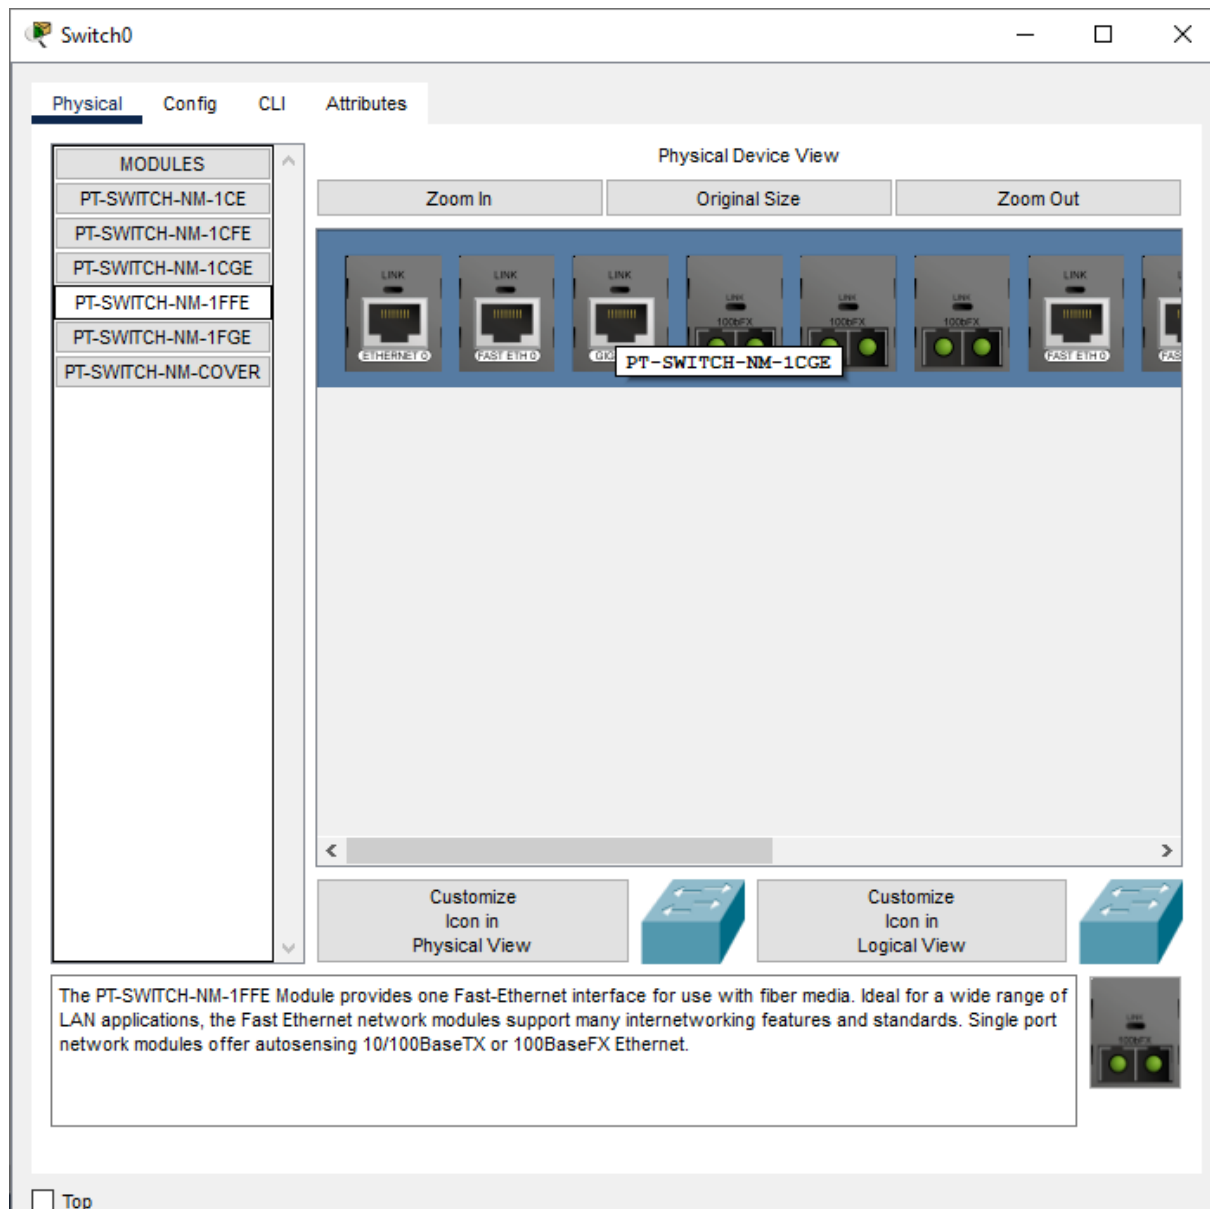 Switch0
Physical Config CLI Attributes
MODULES
PT-SWITCH-NM-1CE
PT-SWITCH-NM-1CFE
PT-SWITCH-NM-1CGE
PT-SWITCH-NM-1FFE
PT-SWITCH-NM-1FGE
PT-SWITCH-NM-COVER
Physical Device View
Zoom In Original Size Zoom Out
LINK LINK LINK LINK LINK LINK LINK
100bFX 100bFX 100bFX
ETHERNET 0 FAST ETH 0 GIG FAST ETH 0 FAS
PT-SWITCH-NM-1CGE
Customize
Icon in
Physical View
Customize
Icon in
Logical View
The PT-SWITCH-NM-1FFE Module provides one Fast-Ethernet interface for use with fiber media. Ideal for a wide range of
LAN applications, the Fast Ethernet network modules support many internetworking features and standards. Single port
network modules offer autosensing 10/100BaseTX or 100BaseFX Ethernet.
LINK
100bFX
Top